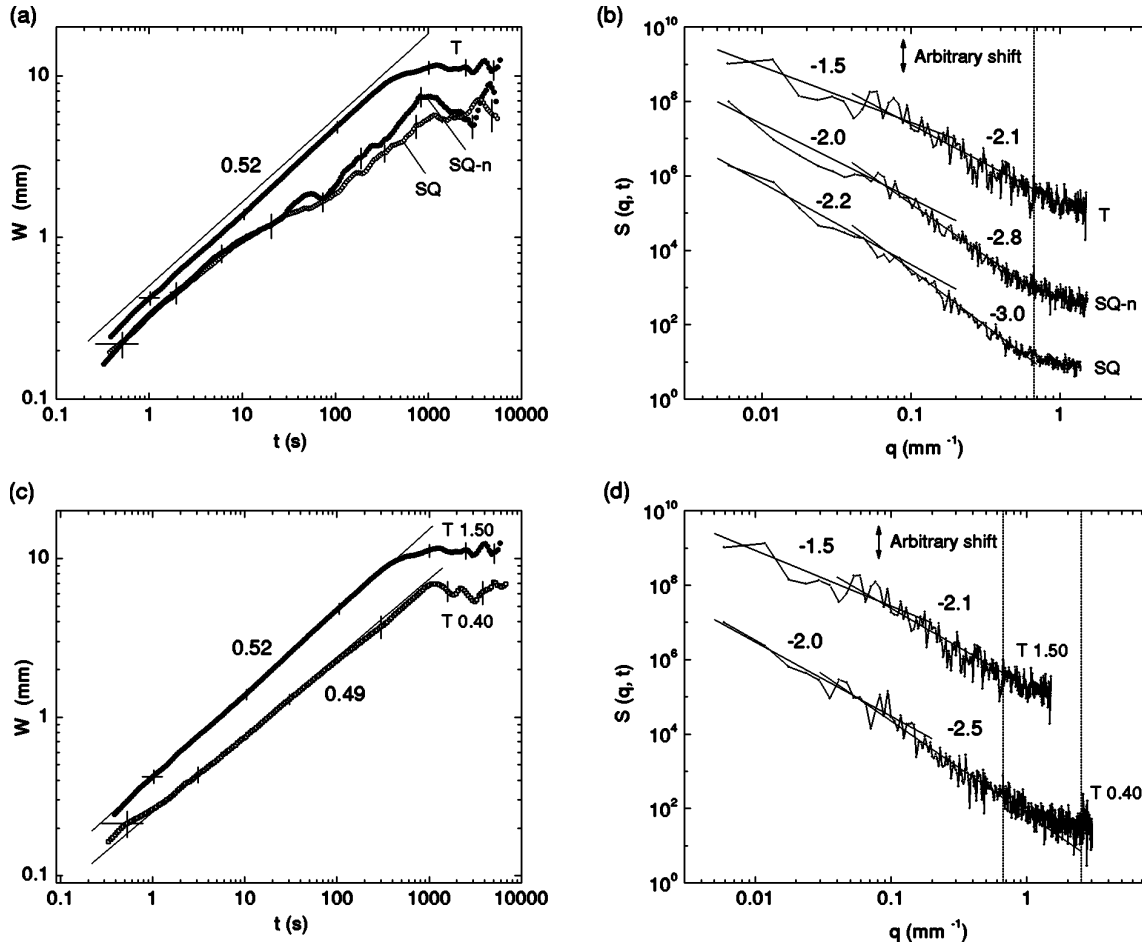 (a)
W (mm)
10
1
0.1
0.1 1 10 100 1000 10000
t (s)
T
0.52
SQ-n
SQ
(b)
S (q, t)
10^10
10^8
10^6
10^4
10^2
10^0
0.01 0.1 1
q (mm^-1)
Arbitrary shift
-1.5
-2.1
-2.0
-2.8
-2.2
-3.0
T
SQ-n
SQ
(c)
W (mm)
10
1
0.1
0.1 1 10 100 1000 10000
t (s)
T 1.50
T 0.40
0.52
0.49
(d)
S (q, t)
10^10
10^8
10^6
10^4
10^2
10^0
0.01 0.1 1
q (mm^-1)
Arbitrary shift
-1.5
-2.1
T 1.50
-2.0
-2.5
T 0.40